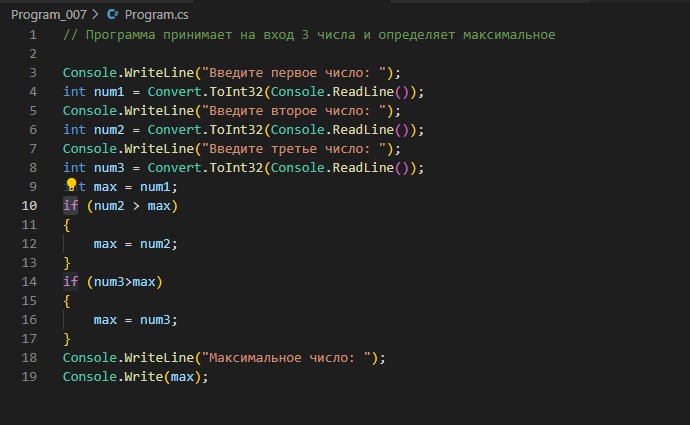 Program_007 > C# Program.cs
1 // Программа принимает на вход 3 числа и определяет максимальное
2
3 Console.WriteLine("Введите первое число: ");
4 int num1 = Convert.ToInt32(Console.ReadLine());
5 Console.WriteLine("Введите второе число: ");
6 int num2 = Convert.ToInt32(Console.ReadLine());
7 Console.WriteLine("Введите третье число: ");
8 int num3 = Convert.ToInt32(Console.ReadLine());
9 t max = num1;
10 if (num2 > max)
11 {
12     max = num2;
13 }
14 if (num3>max)
15 {
16     max = num3;
17 }
18 Console.WriteLine("Максимальное число: ");
19 Console.Write(max);